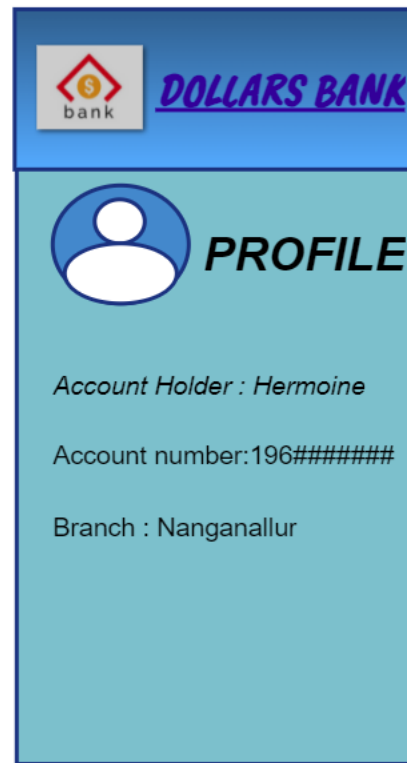 bank
DOLLARS BANK
PROFILE
Account Holder : Hermoine
Account number:196#######
Branch : Nanganallur